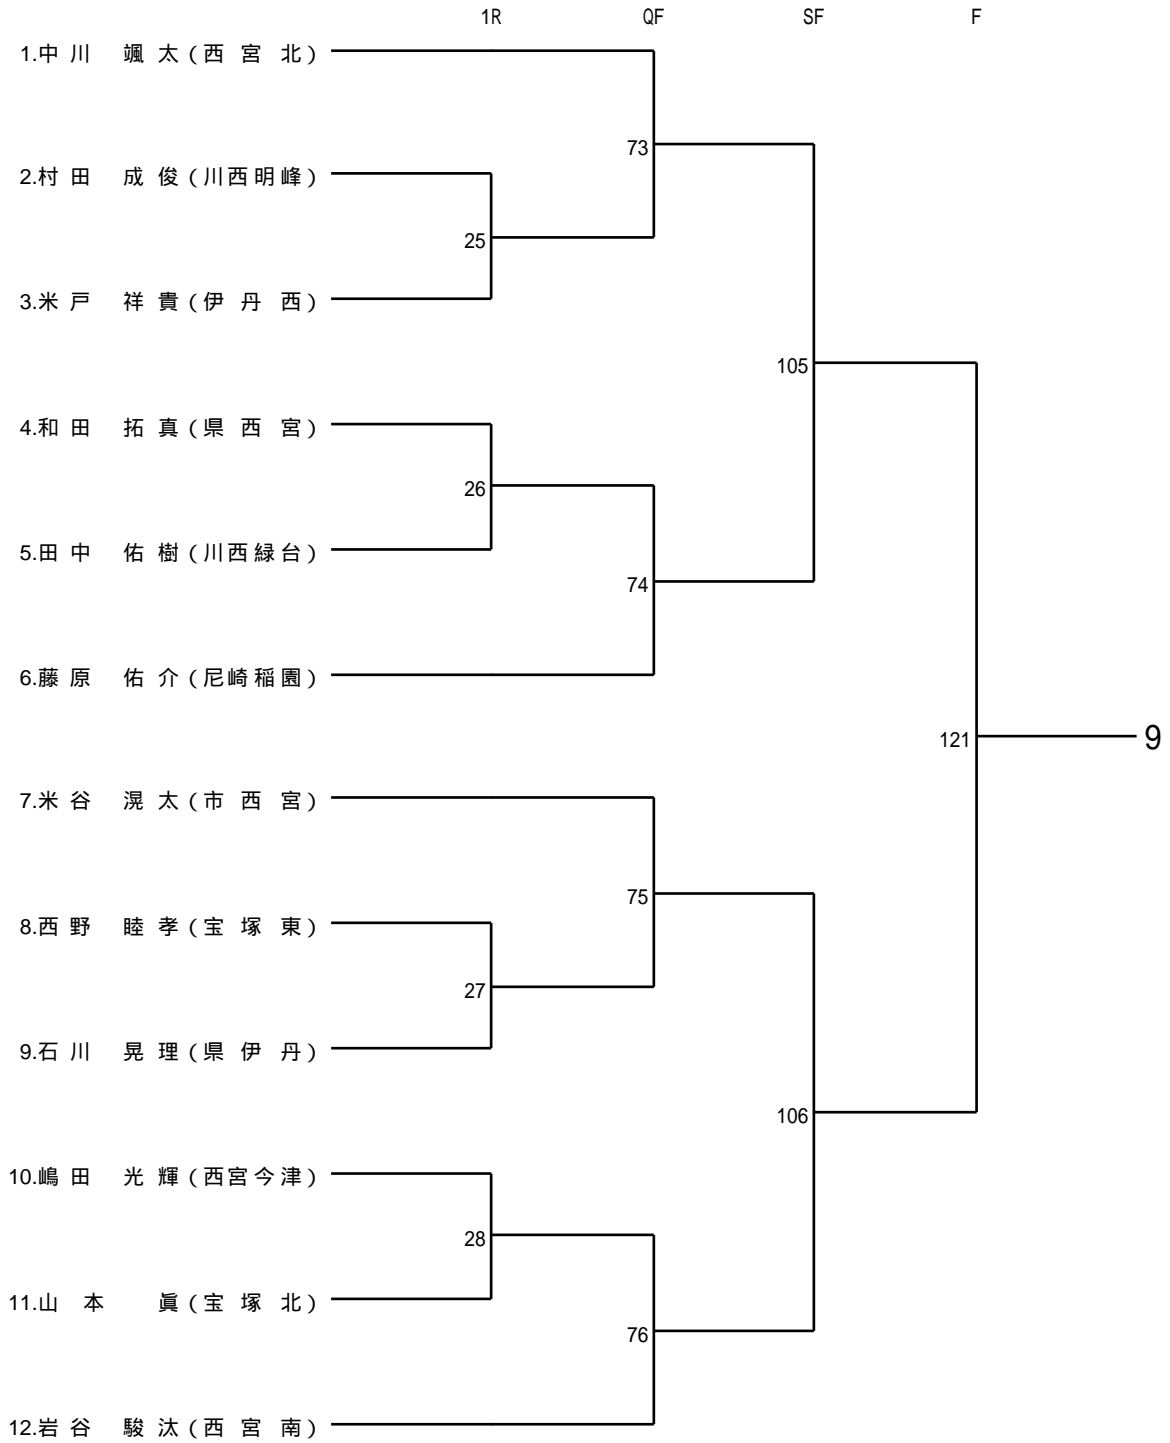 1R QF SF F
1.中川 颯太(西宮北)
73
2.村田 成俊(川西明峰)
25
3.米戸 祥貴(伊丹西)
105
4.和田 拓真(県西宮)
26
5.田中 佑樹(川西緑台)
74
6.藤原 佑介(尼崎稲園)
121 9
7.米谷 滉太(市西宮)
75
8.西野 睦孝(宝塚東)
27
9.石川 晃理(県伊丹)
106
10.嶋田 光輝(西宮今津)
28
11.山本 眞(宝塚北)
76
12.岩谷 駿汰(西宮南)